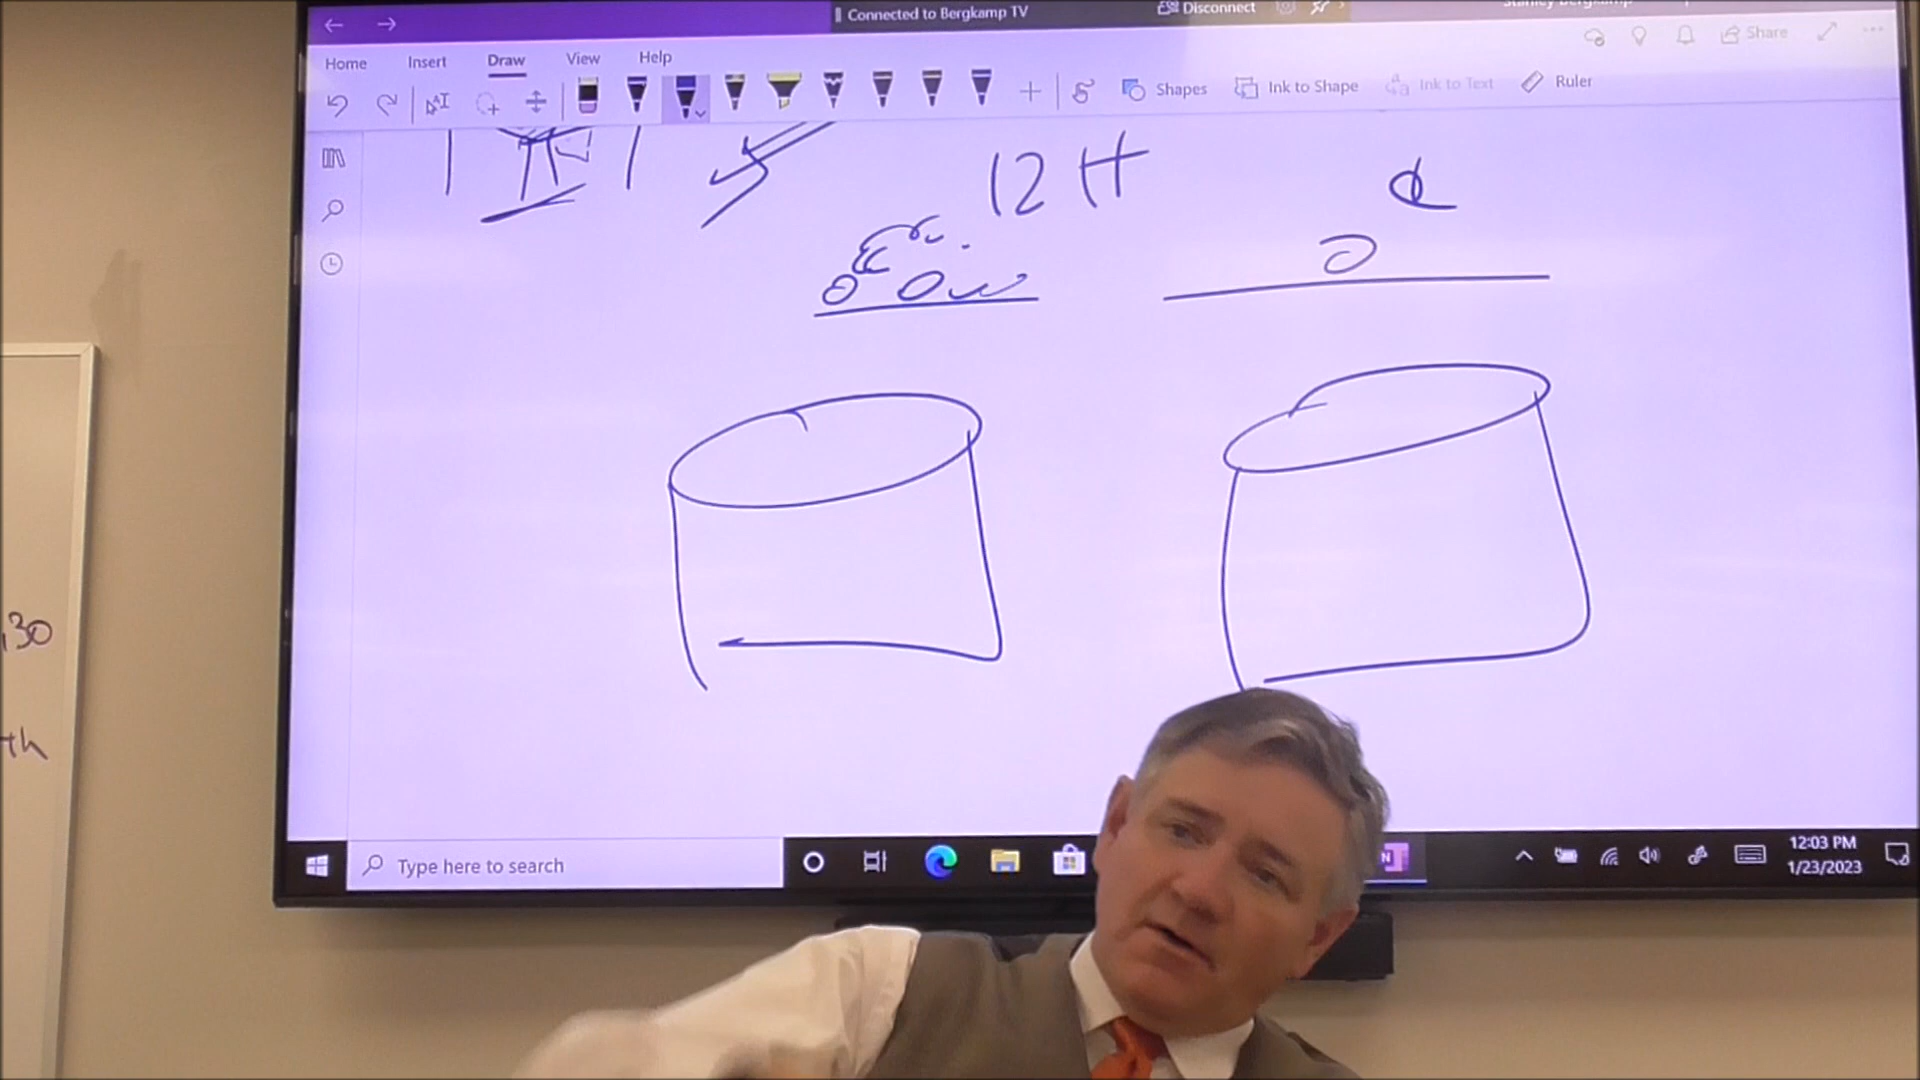 Connected to Bergkamp TV
Disconnect
Home Insert Draw View Help
Share
Shapes
Ink to Shape
Ink to Text
Ruler
12 H
,30
th
Type here to search
12:03 PM
1/23/2023